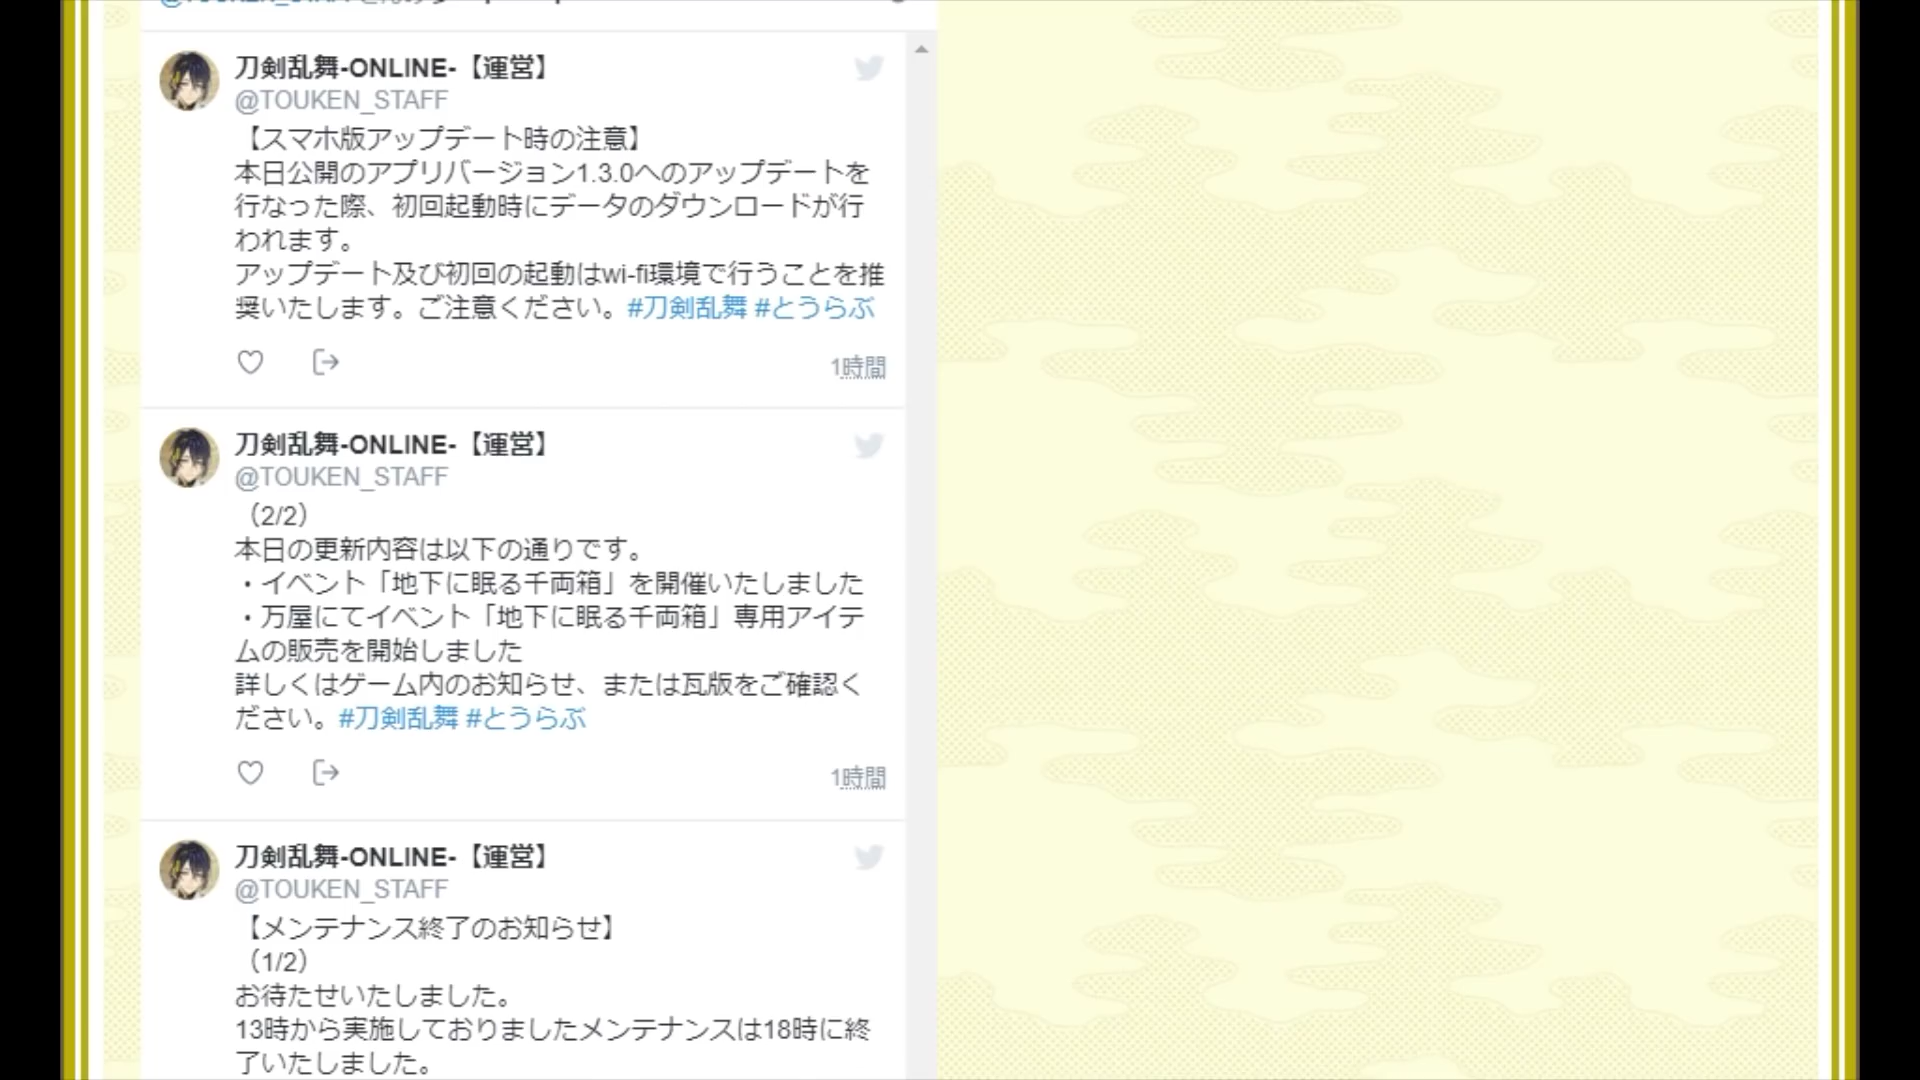 刀剣乱舞-ONLINE-【運営】
@TOUKEN_STAFF
【スマホ版アップデート時の注意】
本日公開のアプリバージョン1.3.0へのアップデートを
行なった際、初回起動時にデータのダウンロードが行
われます。
アップデート及び初回の起動はwi-fi環境で行うことを推
奨いたします。ご注意ください。#刀剣乱舞 #とうらぶ
1時間
刀剣乱舞-ONLINE-【運営】
@TOUKEN_STAFF
（2/2）
本日の更新内容は以下の通りです。
・イベント「地下に眠る千両箱」を開催いたしました
・万屋にてイベント「地下に眠る千両箱」専用アイテ
ムの販売を開始しました
詳しくはゲーム内のお知らせ、または瓦版をご確認く
ださい。#刀剣乱舞 #とうらぶ
1時間
刀剣乱舞-ONLINE-【運営】
@TOUKEN_STAFF
【メンテナンス終了のお知らせ】
（1/2）
お待たせいたしました。
13時から実施しておりましたメンテナンスは18時に終
了いたしました。